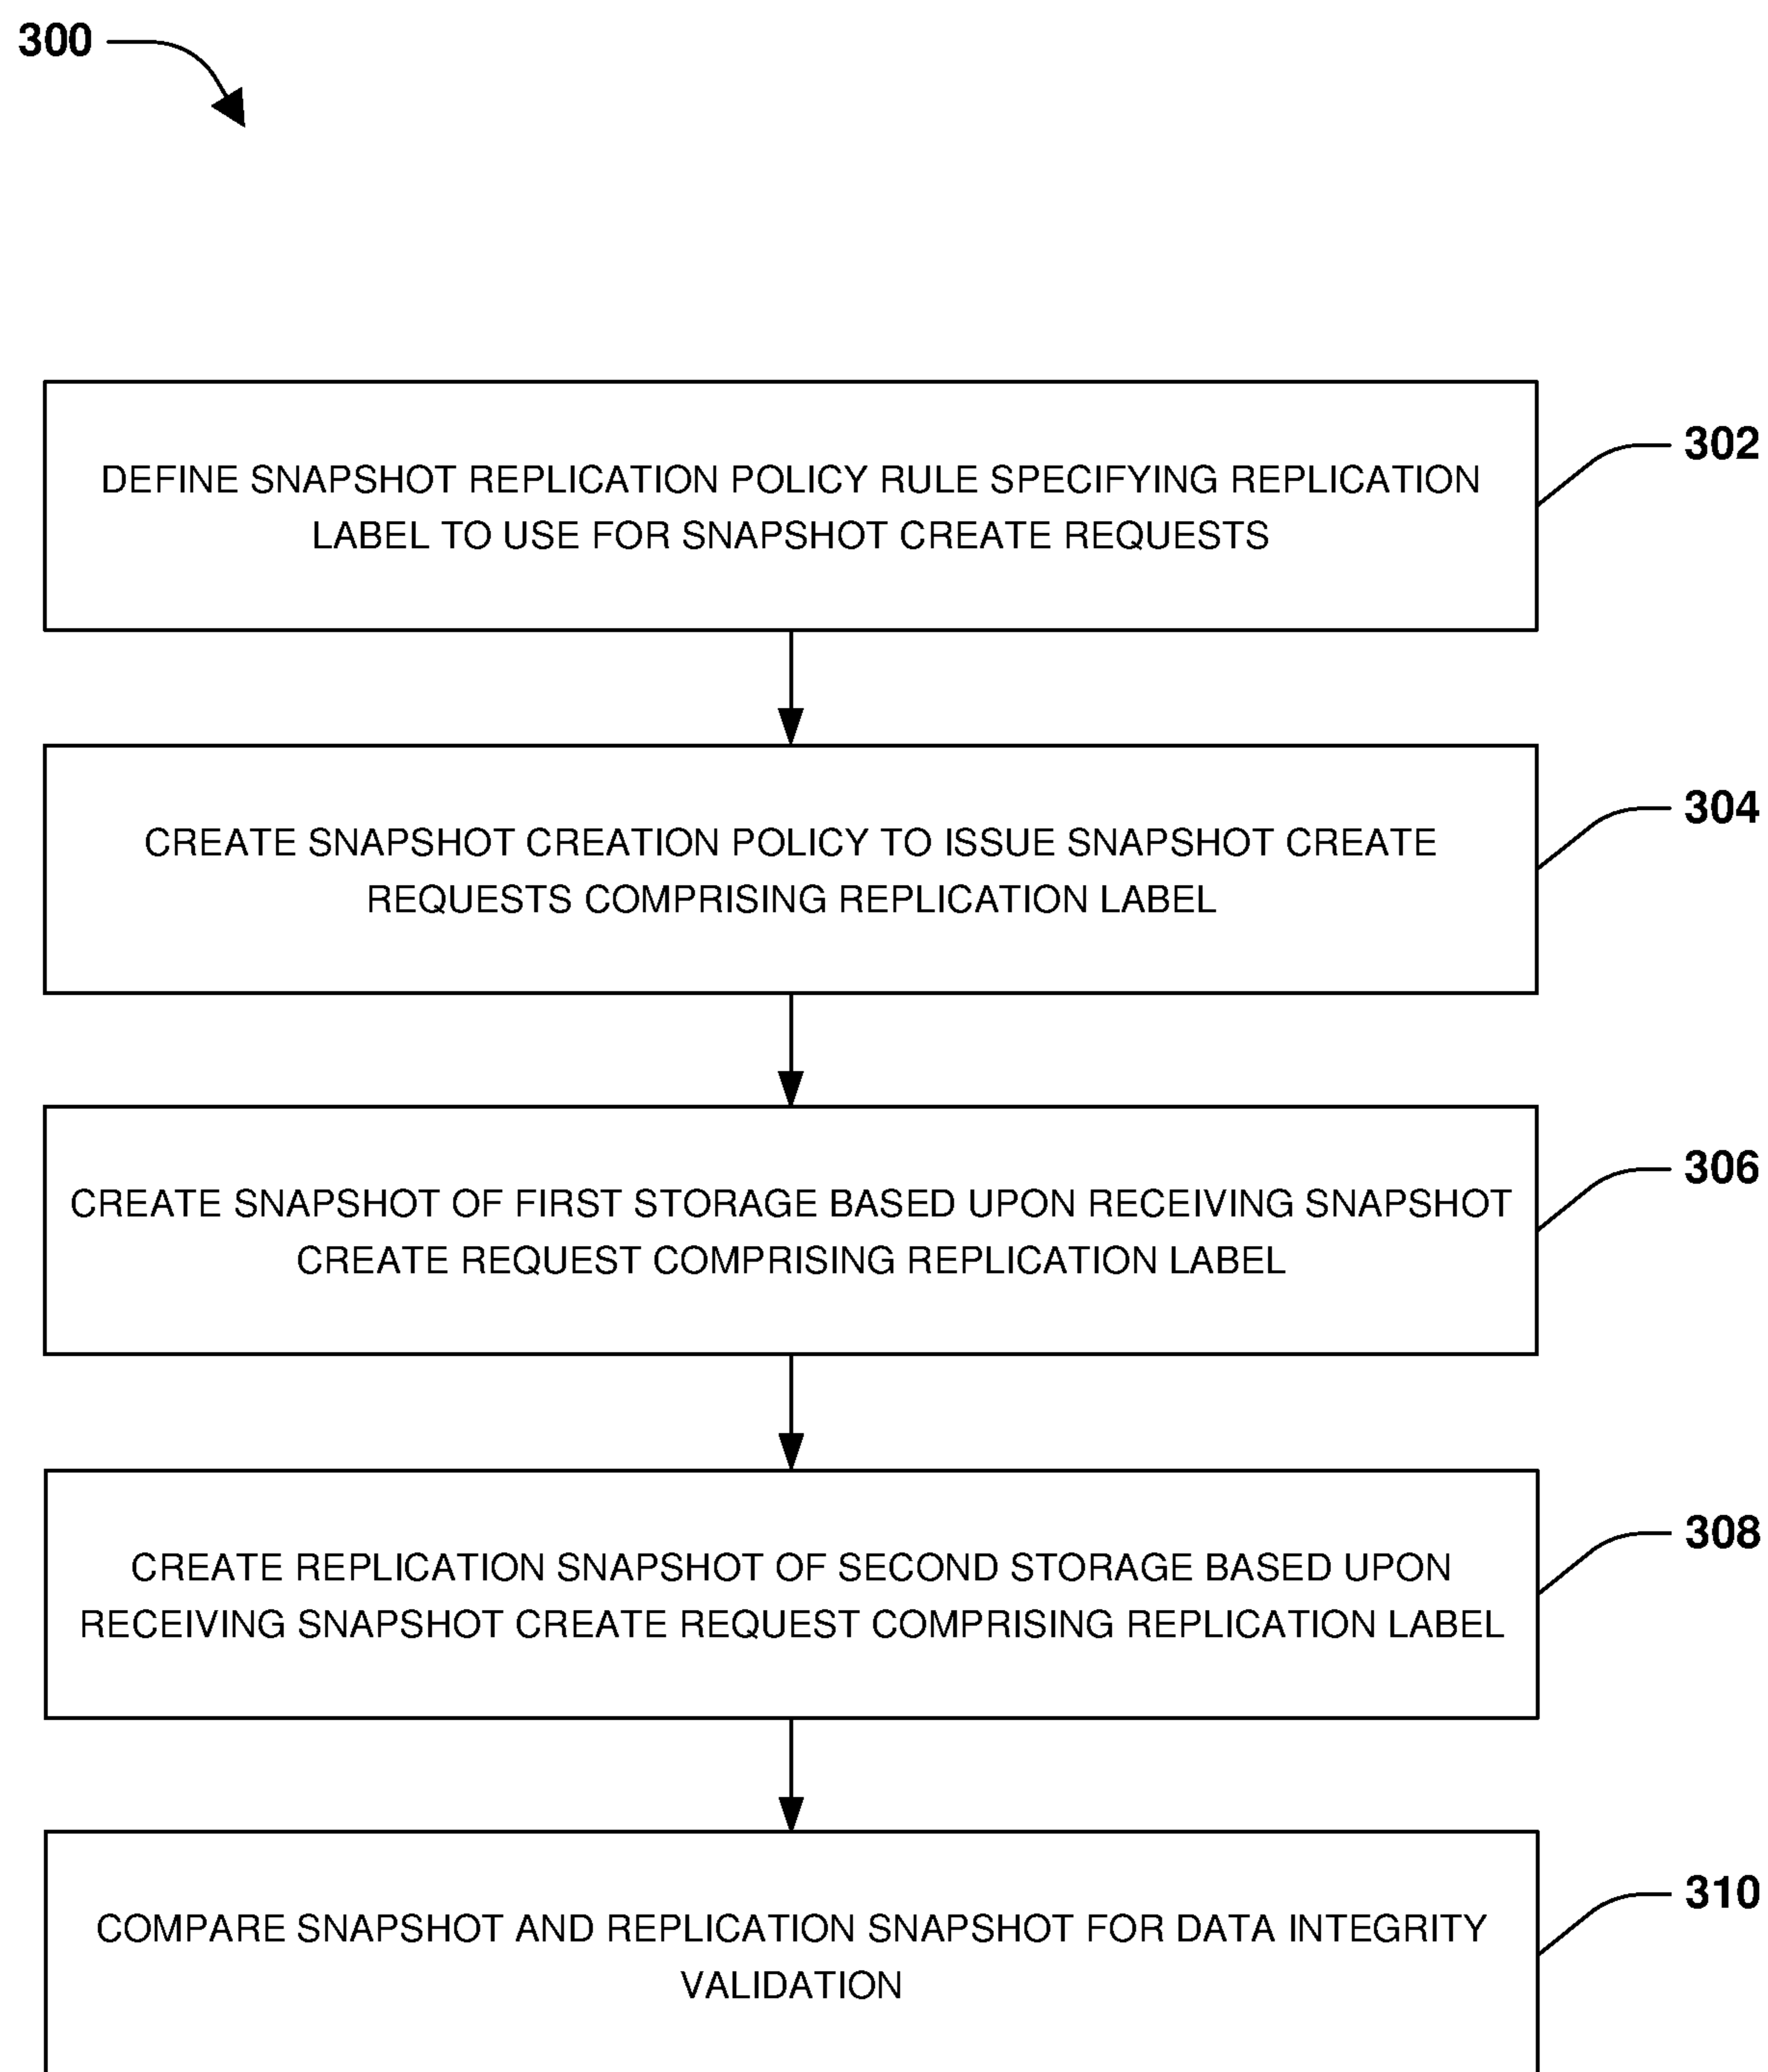 300
DEFINE SNAPSHOT REPLICATION POLICY RULE SPECIFYING REPLICATION
LABEL TO USE FOR SNAPSHOT CREATE REQUESTS
302
CREATE SNAPSHOT CREATION POLICY TO ISSUE SNAPSHOT CREATE
REQUESTS COMPRISING REPLICATION LABEL
304
CREATE SNAPSHOT OF FIRST STORAGE BASED UPON RECEIVING SNAPSHOT
CREATE REQUEST COMPRISING REPLICATION LABEL
306
CREATE REPLICATION SNAPSHOT OF SECOND STORAGE BASED UPON
RECEIVING SNAPSHOT CREATE REQUEST COMPRISING REPLICATION LABEL
308
COMPARE SNAPSHOT AND REPLICATION SNAPSHOT FOR DATA INTEGRITY
VALIDATION
310